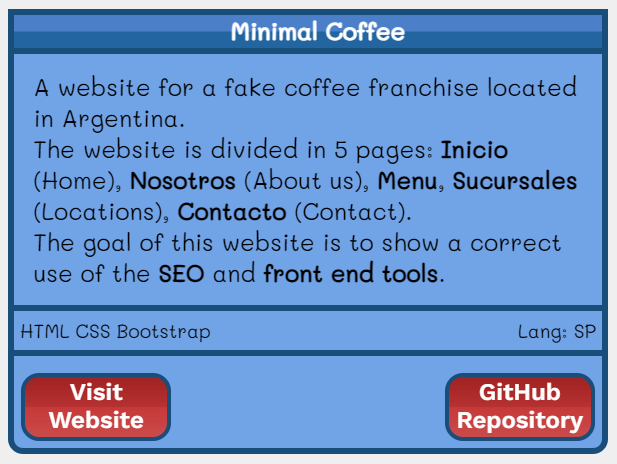 Minimal Coffee
A website for a fake coffee franchise located
in Argentina.
The website is divided in 5 pages: Inicio
(Home), Nosotros (About us), Menu, Sucursales
(Locations), Contacto (Contact).
The goal of this website is to show a correct
use of the SEO and front end tools.
HTML CSS Bootstrap
Lang: SP
Visit
Website
GitHub
Repository